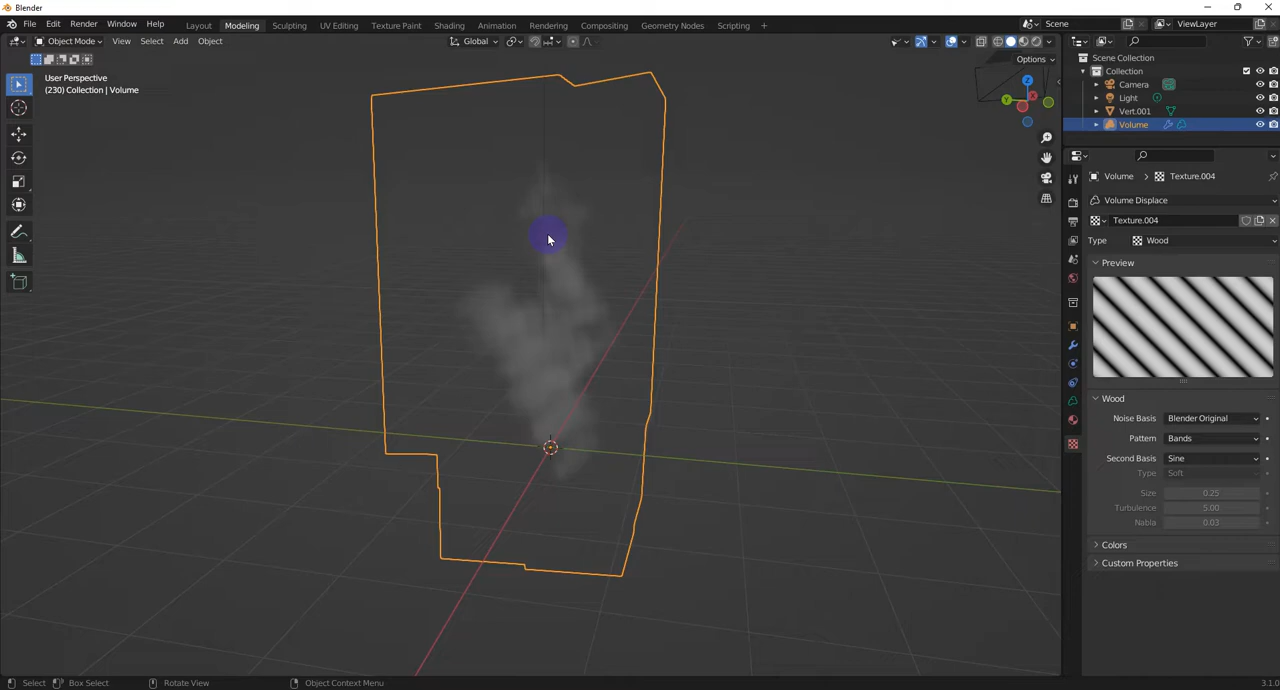 Blender
File Edit Render Window Help Layout Modeling Sculpting UV Editing Texture Paint Shading Animation Rendering Compositing Geometry Nodes Scripting + Scene ViewLayer
Object Mode View Select Add Object Global
Options
User Perspective
(230) Collection | Volume
Z
Y
X
Scene Collection
Collection
Camera
Light
Vert.001
Volume
Volume > Texture.004
Volume Displace
Texture.004
Type Wood
Preview
Wood
Noise Basis Blender Original
Pattern Bands
Second Basis Sine
Type Soft
Size 0.25
Turbulence 5.00
Nabla 0.03
Colors
Custom Properties
Select Box Select Rotate View Object Context Menu 3.1.0